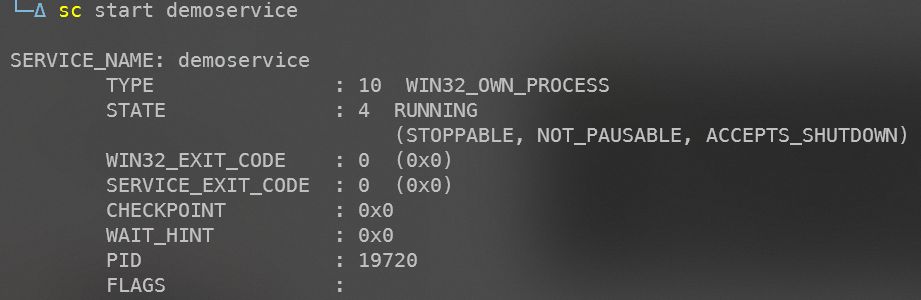 └─Δ sc start demoservice
SERVICE_NAME: demoservice
        TYPE               : 10  WIN32_OWN_PROCESS
        STATE              : 4  RUNNING
                                (STOPPABLE, NOT_PAUSABLE, ACCEPTS_SHUTDOWN)
        WIN32_EXIT_CODE    : 0  (0x0)
        SERVICE_EXIT_CODE  : 0  (0x0)
        CHECKPOINT         : 0x0
        WAIT_HINT          : 0x0
        PID                : 19720
        FLAGS              :